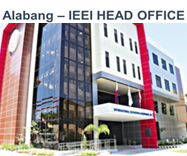 Alabang – IEEI HEAD OFFICE